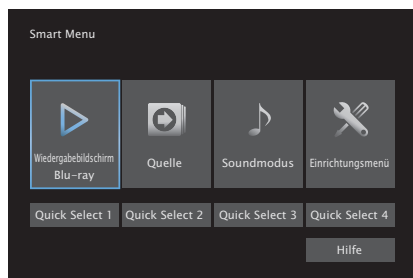 Smart Menu
Wiedergabebildschirm
Blu-ray
Quelle
Soundmodus
Einrichtungsmenü
Quick Select 1
Quick Select 2
Quick Select 3
Quick Select 4
Hilfe